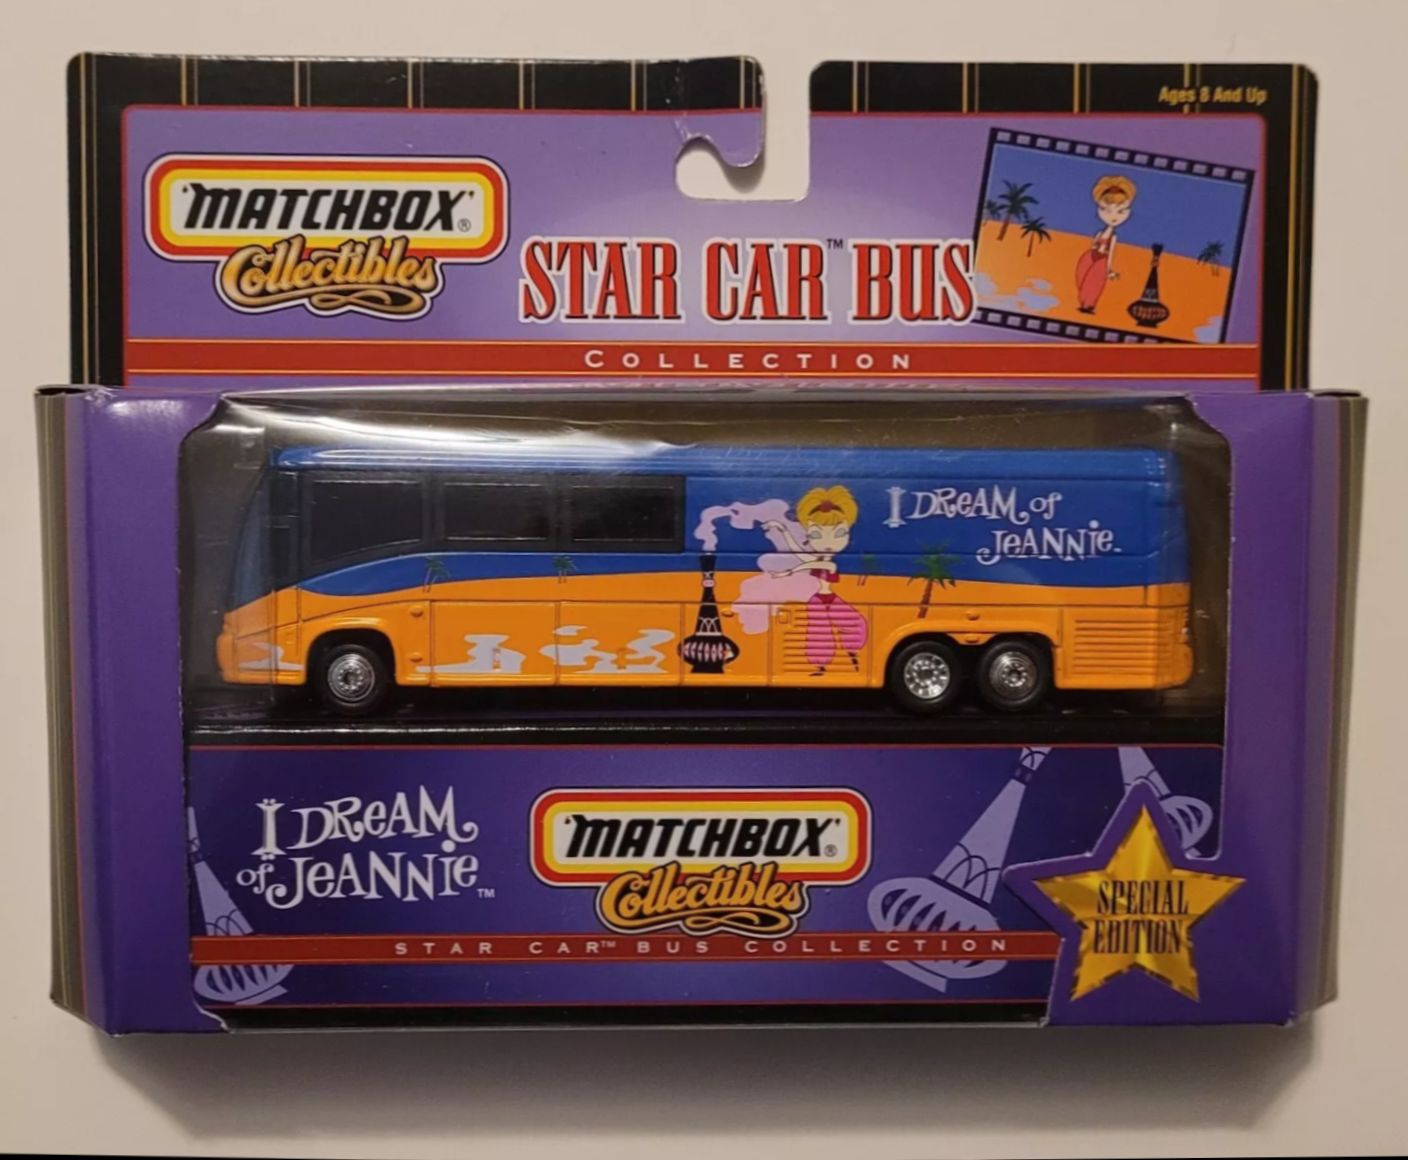 Ages 8 And Up
"MATCHBOX"®
Collectibles
STAR CAR™ BUS
COLLECTION
I DREAM of
JEANNIE™
I DREAM
of JEANNIE™
"MATCHBOX"®
Collectibles
STAR CAR™ BUS COLLECTION
SPECIAL
EDITION